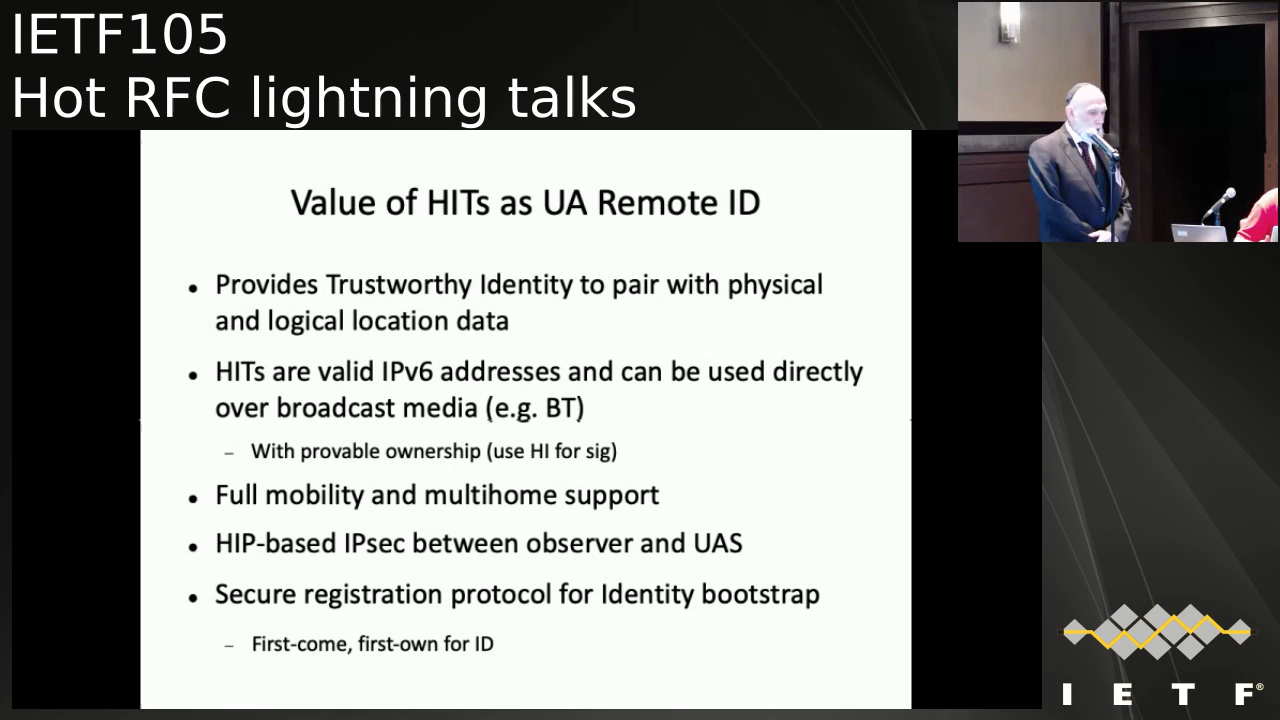 IETF105
Hot RFC lightning talks
Value of HITs as UA Remote ID
• Provides Trustworthy Identity to pair with physical
and logical location data
• HITs are valid IPv6 addresses and can be used directly
over broadcast media (e.g. BT)
– With provable ownership (use HI for sig)
• Full mobility and multihome support
• HIP-based IPsec between observer and UAS
• Secure registration protocol for Identity bootstrap
– First-come, first-own for ID
I E T F®